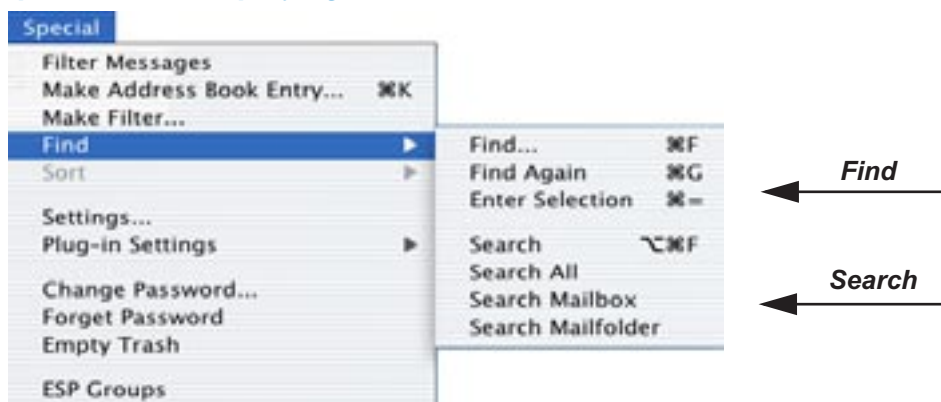 Special
Filter Messages
Make Address Book Entry... ⌘K
Make Filter...
Find
Sort
Settings...
Plug-in Settings
Change Password...
Forget Password
Empty Trash
ESP Groups
Find... ⌘F
Find Again ⌘G
Enter Selection ⌘=
Search ⌥⌘F
Search All
Search Mailbox
Search Mailfolder
Find
Search